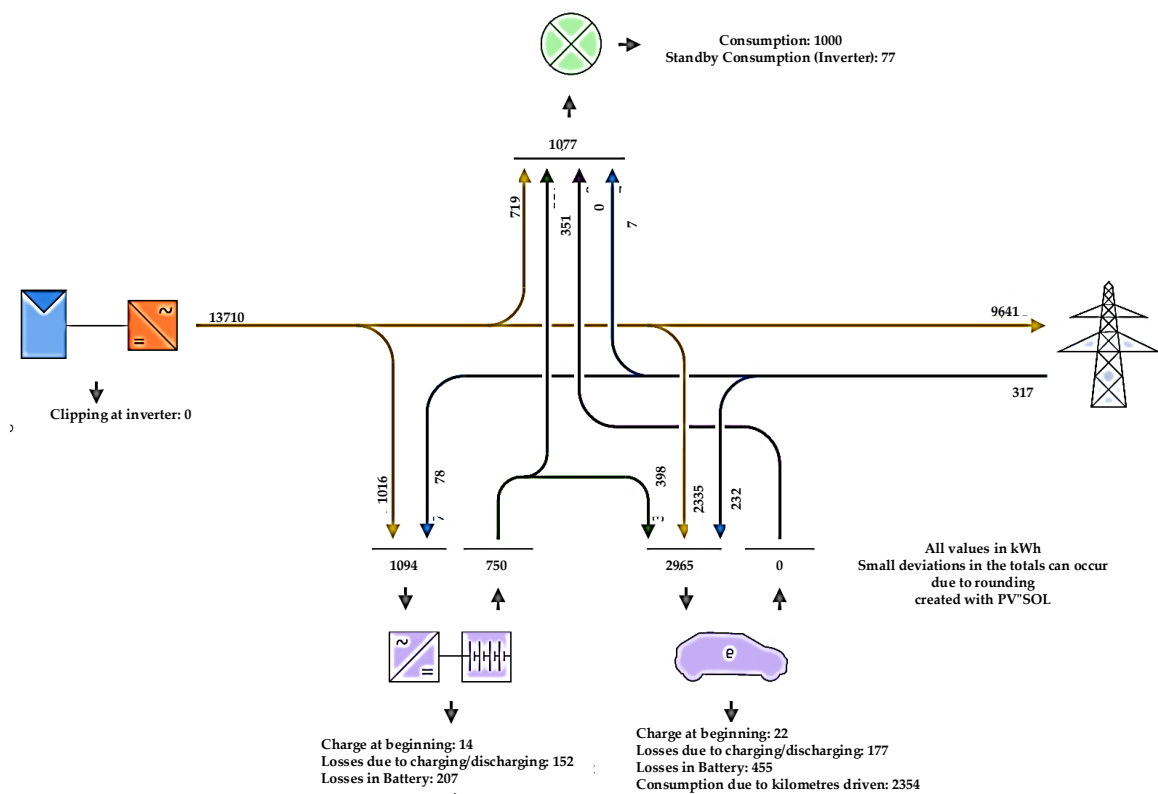 Consumption: 1000
Standby Consumption (Inverter): 77
1077
719
351
0
7
13710
9641
317
Clipping at inverter: 0
1016
78
398
2335
232
1094
750
2965
0
All values in kWh
Small deviations in the totals can occur
due to rounding
created with PV"SOL
~
=
~
=
e
Charge at beginning: 14
Losses due to charging/discharging: 152
Losses in Battery: 207
Charge at beginning: 22
Losses due to charging/discharging: 177
Losses in Battery: 455
Consumption due to kilometres driven: 2354